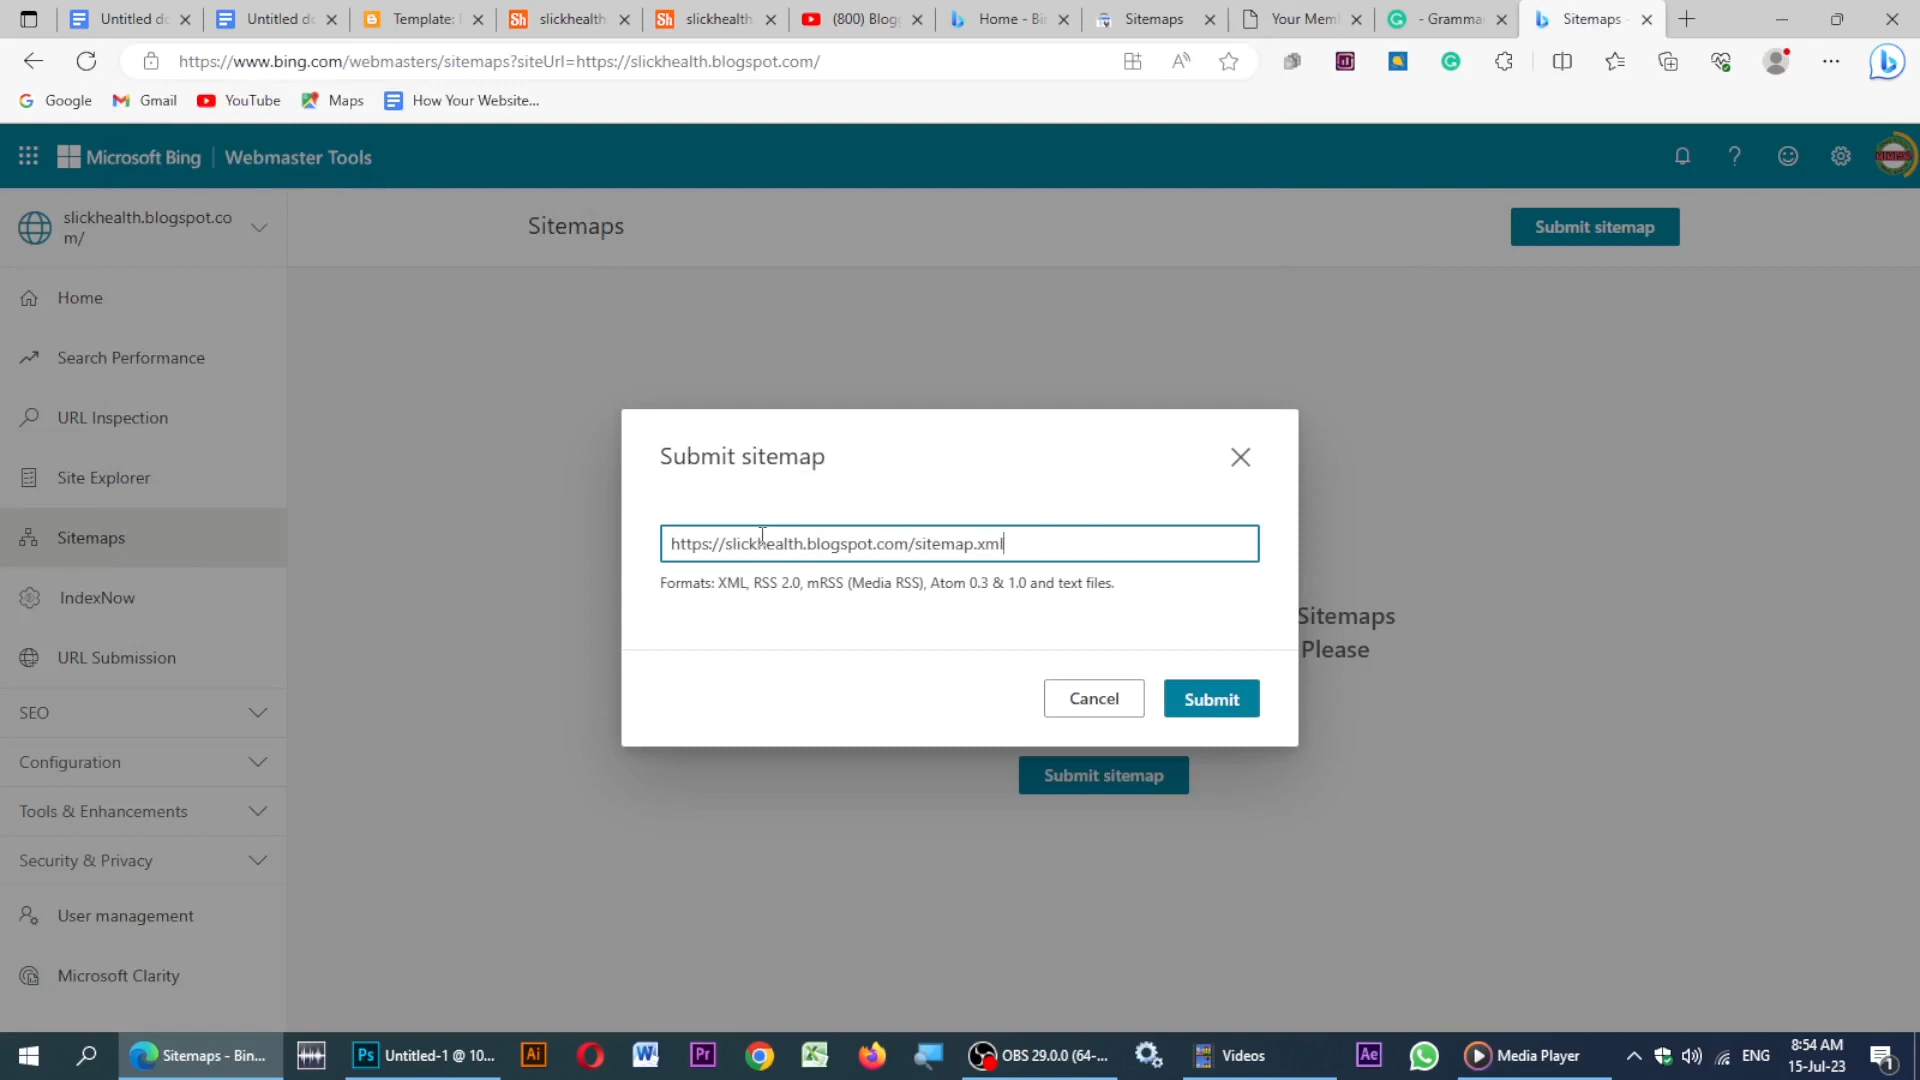 Untitled do
Untitled do
Template: E
slickhealth
slickhealth
(800) Blog
Home - Bin
Sitemaps
Your Mem
- Gramma
Sitemaps -
https://www.bing.com/webmasters/sitemaps?siteUrl=https://slickhealth.blogspot.com/
Google
Gmail
YouTube
Maps
How Your Website...
Microsoft Bing | Webmaster Tools
slickhealth.blogspot.co
m/
Sitemaps
Submit sitemap
Home
Search Performance
URL Inspection
Site Explorer
Sitemaps
IndexNow
URL Submission
SEO
Configuration
Tools & Enhancements
Security & Privacy
User management
Microsoft Clarity
Submit sitemap
https://slickhealth.blogspot.com/sitemap.xml
Formats: XML, RSS 2.0, mRSS (Media RSS), Atom 0.3 & 1.0 and text files.
Cancel
Submit
Sitemaps
Please
Submit sitemap
Sitemaps - Bin...
Untitled-1 @ 10...
OBS 29.0.0 (64-...
Videos
Media Player
ENG
8:54 AM
15-Jul-23